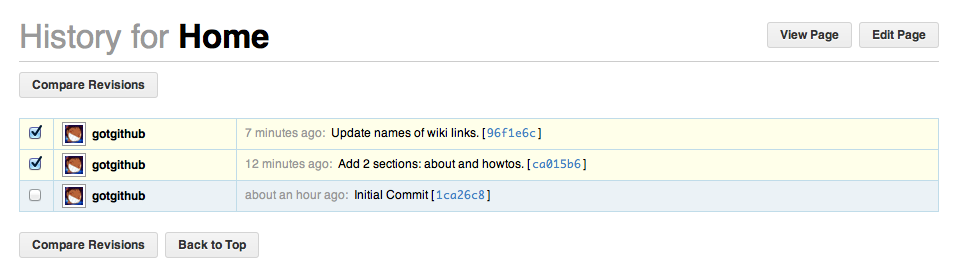 History for Home
View Page
Edit Page
Compare Revisions
gotgithub 7 minutes ago: Update names of wiki links. [96f1e6c]
gotgithub 12 minutes ago: Add 2 sections: about and howtos. [ca015b6]
gotgithub about an hour ago: Initial Commit [1ca26c8]
Compare Revisions
Back to Top